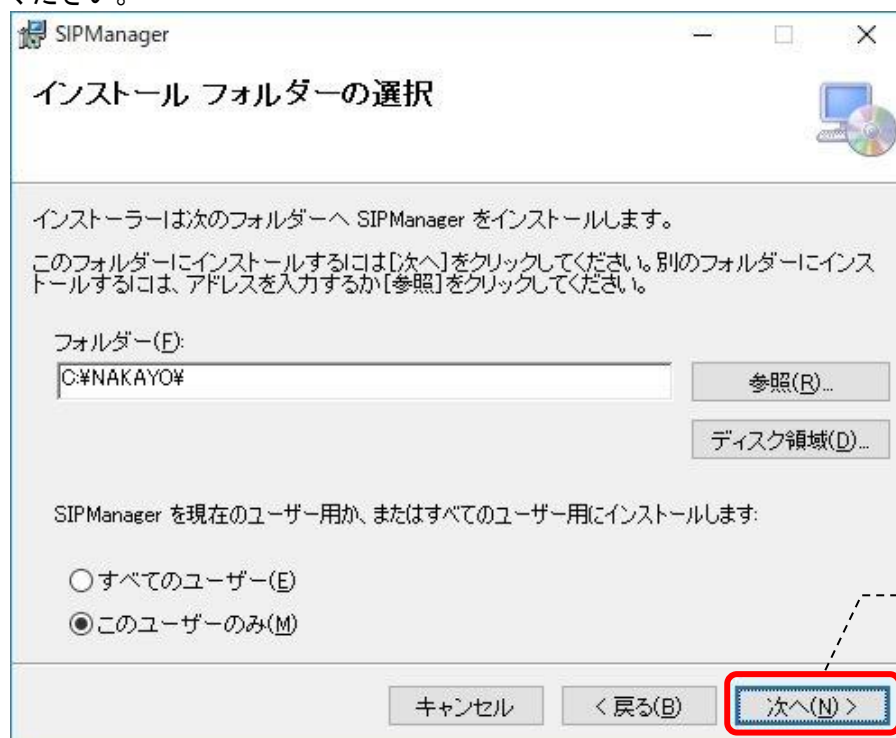 ください。
SIPManager
インストール フォルダーの選択
インストーラーは次のフォルダーへ SIPManager をインストールします。
このフォルダーにインストールするには[次へ]をクリックしてください。別のフォルダーにインス
トールするには、アドレスを入力するか[参照]をクリックしてください。
フォルダー(F):
C:¥NAKAYO¥
参照(R)...
ディスク領域(D)...
SIPManager を現在のユーザー用か、またはすべてのユーザー用にインストールします:
すべてのユーザー(E)
このユーザーのみ(M)
キャンセル
< 戻る(B)
次へ(N) >